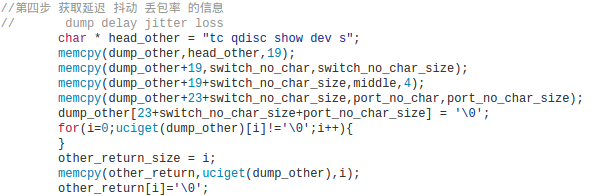 //第四步 获取延迟 抖动 丢包率 的信息
//      dump delay jitter loss
char * head_other = "tc qdisc show dev s";
memcpy(dump_other,head_other,19);
memcpy(dump_other+19,switch_no_char,switch_no_char_size);
memcpy(dump_other+19+switch_no_char_size,middle,4);
memcpy(dump_other+23+switch_no_char_size,port_no_char,port_no_char_size);
dump_other[23+switch_no_char_size+port_no_char_size] = '\0';
for(i=0;uciget(dump_other)[i]!='\0';i++){
}
other_return_size = i;
memcpy(other_return,uciget(dump_other),i);
other_return[i]='\0';